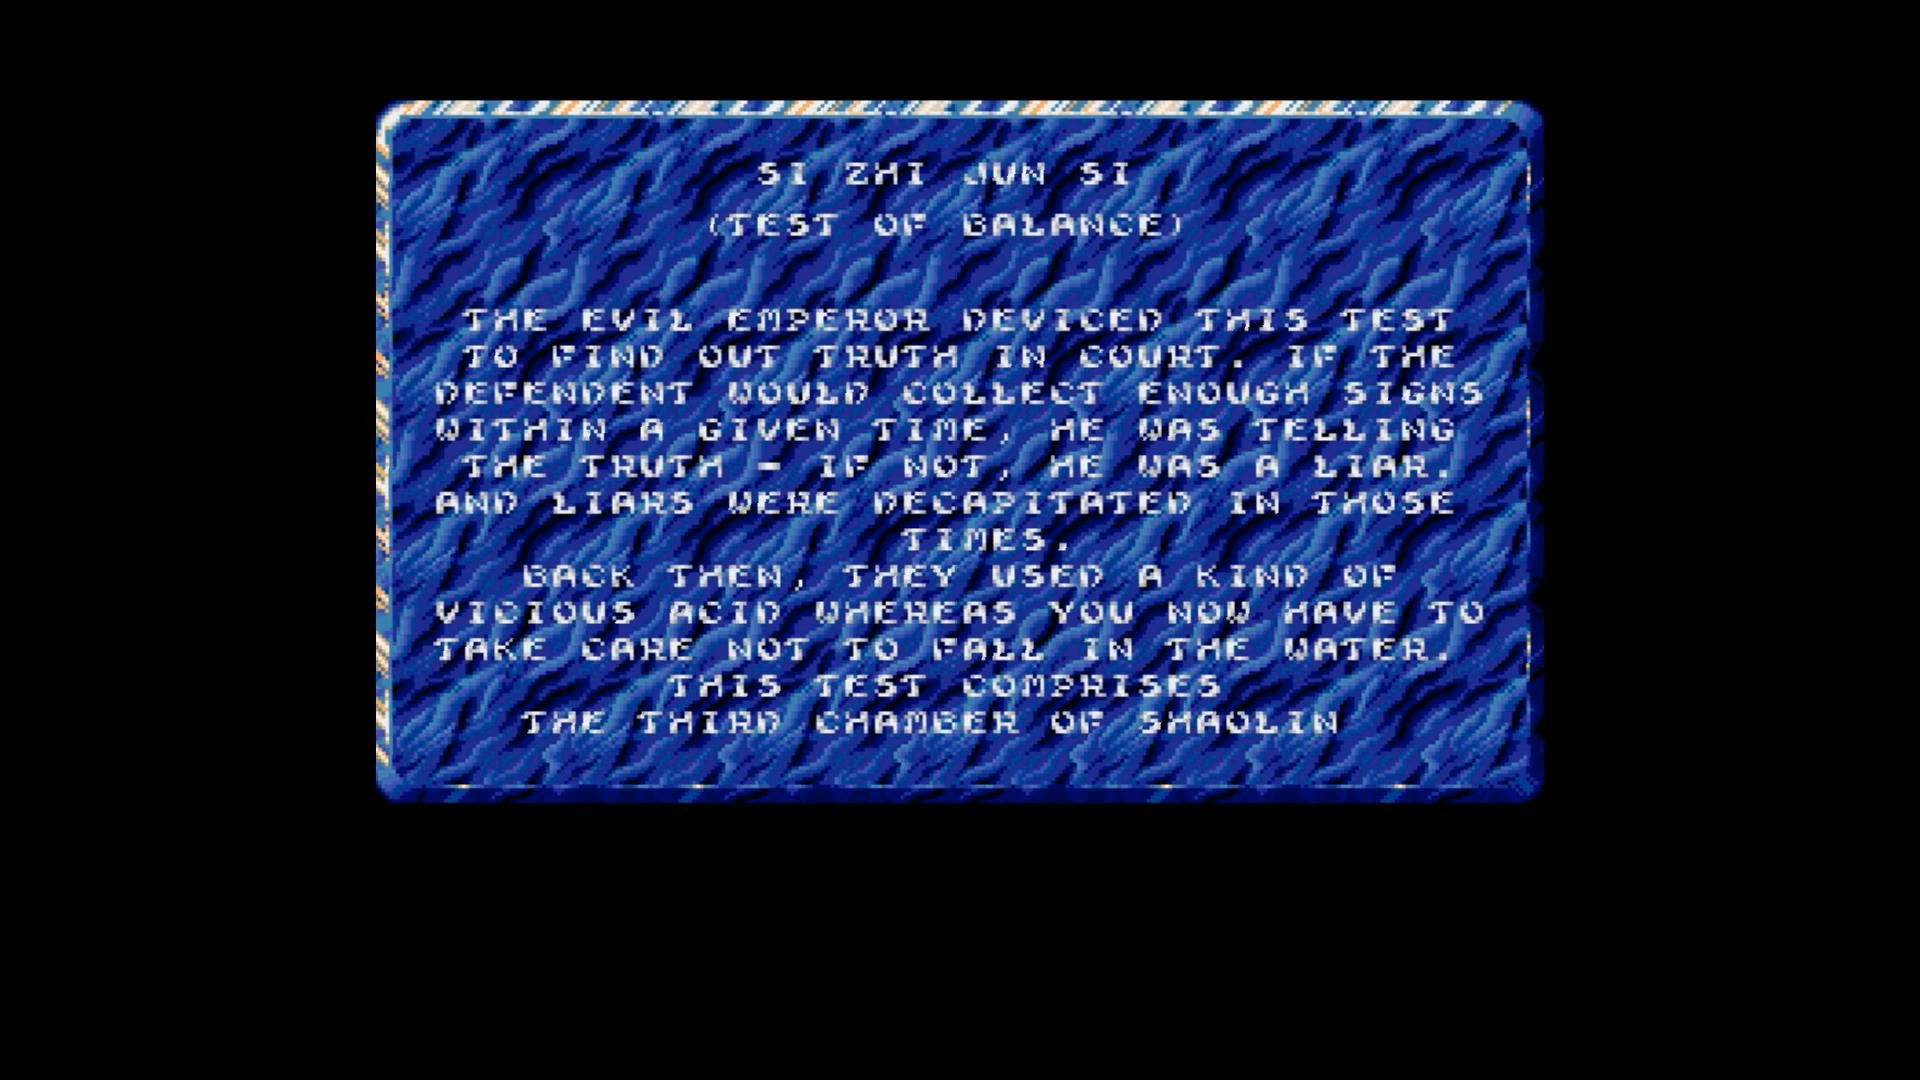 SI ZHI JUN SI
(TEST OF BALANCE)
THE EVIL EMPEROR DEVICED THIS TEST
TO FIND OUT TRUTH IN COURT. IF THE
DEFENDENT WOULD COLLECT ENOUGH SIGNS
WITHIN A GIVEN TIME, HE WAS TELLING
THE TRUTH - IF NOT, HE WAS A LIAR.
AND LIARS WERE DECAPITATED IN THOSE
TIMES.
BACK THEN, THEY USED A KIND OF
VICIOUS ACID WHEREAS YOU NOW HAVE TO
TAKE CARE NOT TO FALL IN THE WATER.
THIS TEST COMPRISES
THE THIRD CHAMBER OF SHAOLIN